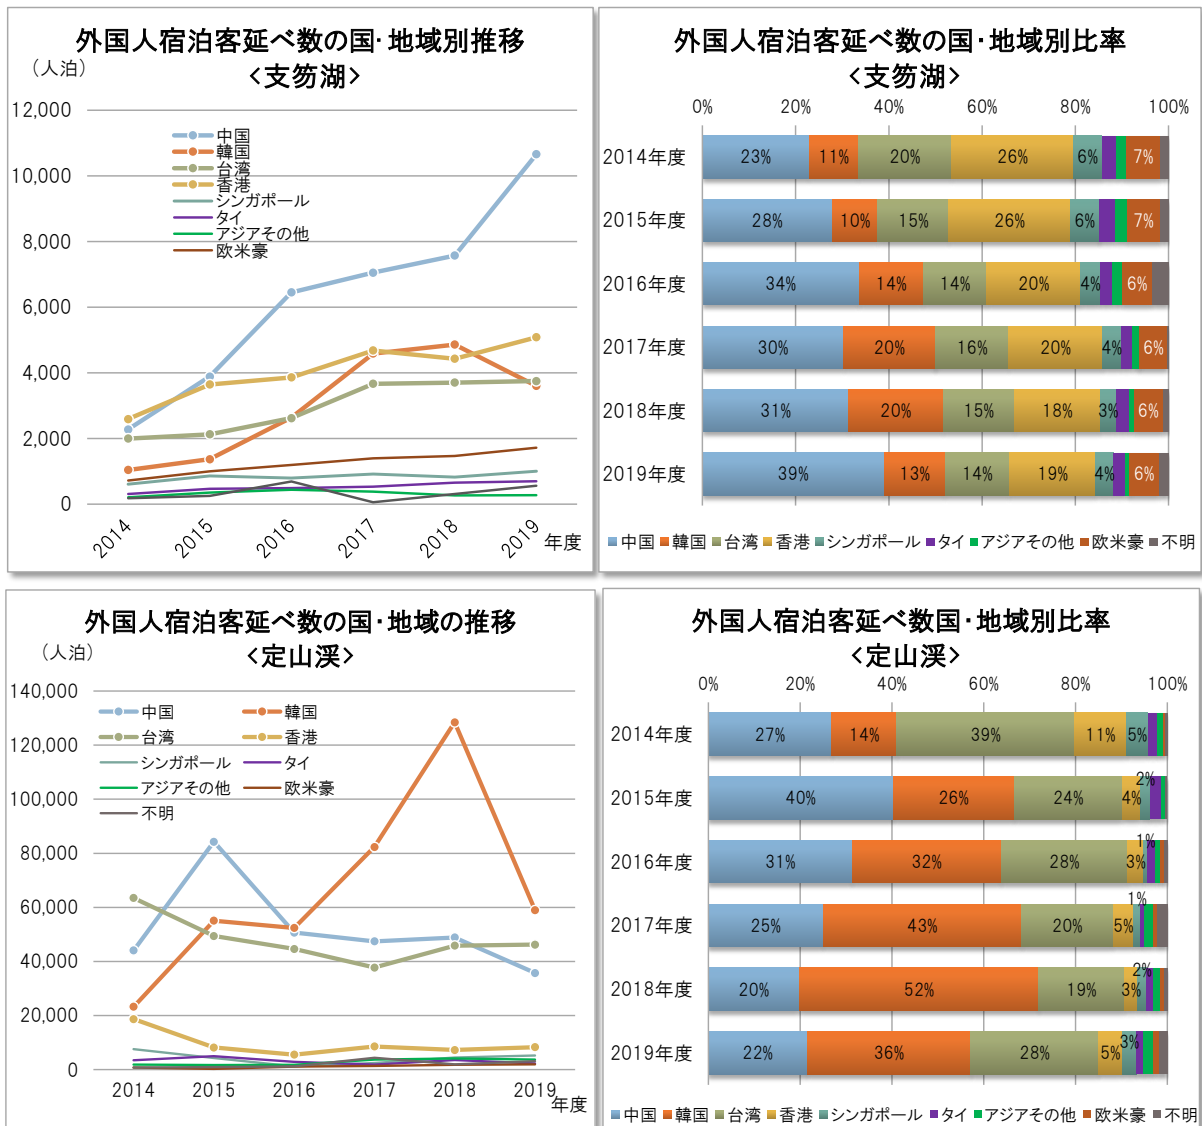 外国人宿泊客延べ数の国・地域別推移
<支笏湖>
（人泊）
12,000
10,000
8,000
6,000
4,000
2,000
0
中国
韓国
台湾
香港
シンガポール
タイ
アジアその他
欧米豪
2014 2015 2016 2017 2018 2019 年度
外国人宿泊客延べ数の国・地域別比率
<支笏湖>
0% 20% 40% 60% 80% 100%
2014年度 23% 11% 20% 26% 6% 7%
2015年度 28% 10% 15% 26% 6% 7%
2016年度 34% 14% 14% 20% 4% 6%
2017年度 30% 20% 16% 20% 4% 6%
2018年度 31% 20% 15% 18% 3% 6%
2019年度 39% 13% 14% 19% 4% 6%
中国 韓国 台湾 香港 シンガポール タイ アジアその他 欧米豪 不明
外国人宿泊客延べ数の国・地域の推移
<定山渓>
（人泊）
140,000
120,000
100,000
80,000
60,000
40,000
20,000
0
中国 韓国
台湾 香港
シンガポール タイ
アジアその他 欧米豪
不明
2014 2015 2016 2017 2018 2019 年度
外国人宿泊客延べ数国・地域別比率
<定山渓>
0% 20% 40% 60% 80% 100%
2014年度 27% 14% 39% 11% 5%
2015年度 40% 26% 24% 4% 2%
2016年度 31% 32% 28% 3% 1%
2017年度 25% 43% 20% 5% 1%
2018年度 20% 52% 19% 3% 2%
2019年度 22% 36% 28% 5% 3%
中国 韓国 台湾 香港 シンガポール タイ アジアその他 欧米豪 不明